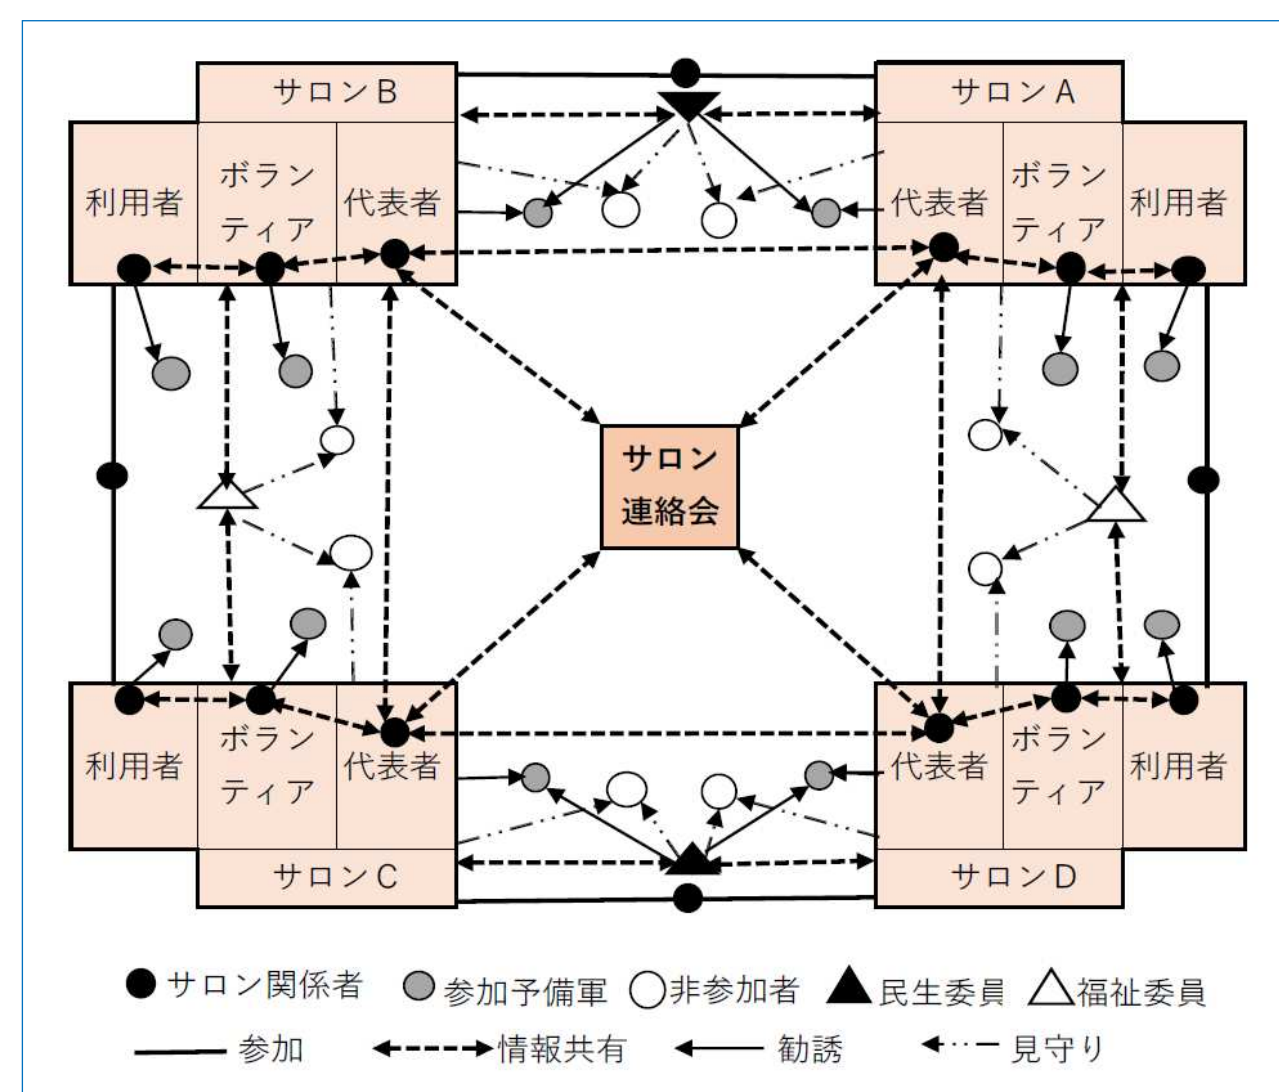 サロンB
サロンA
利用者
ボラン
ティア
代表者
代表者
ボラン
ティア
利用者
サロン
連絡会
利用者
ボラン
ティア
代表者
代表者
ボラン
ティア
利用者
サロンC
サロンD
サロン関係者 参加予備軍 非参加者 民生委員 福祉委員
参加 情報共有 勧誘 見守り